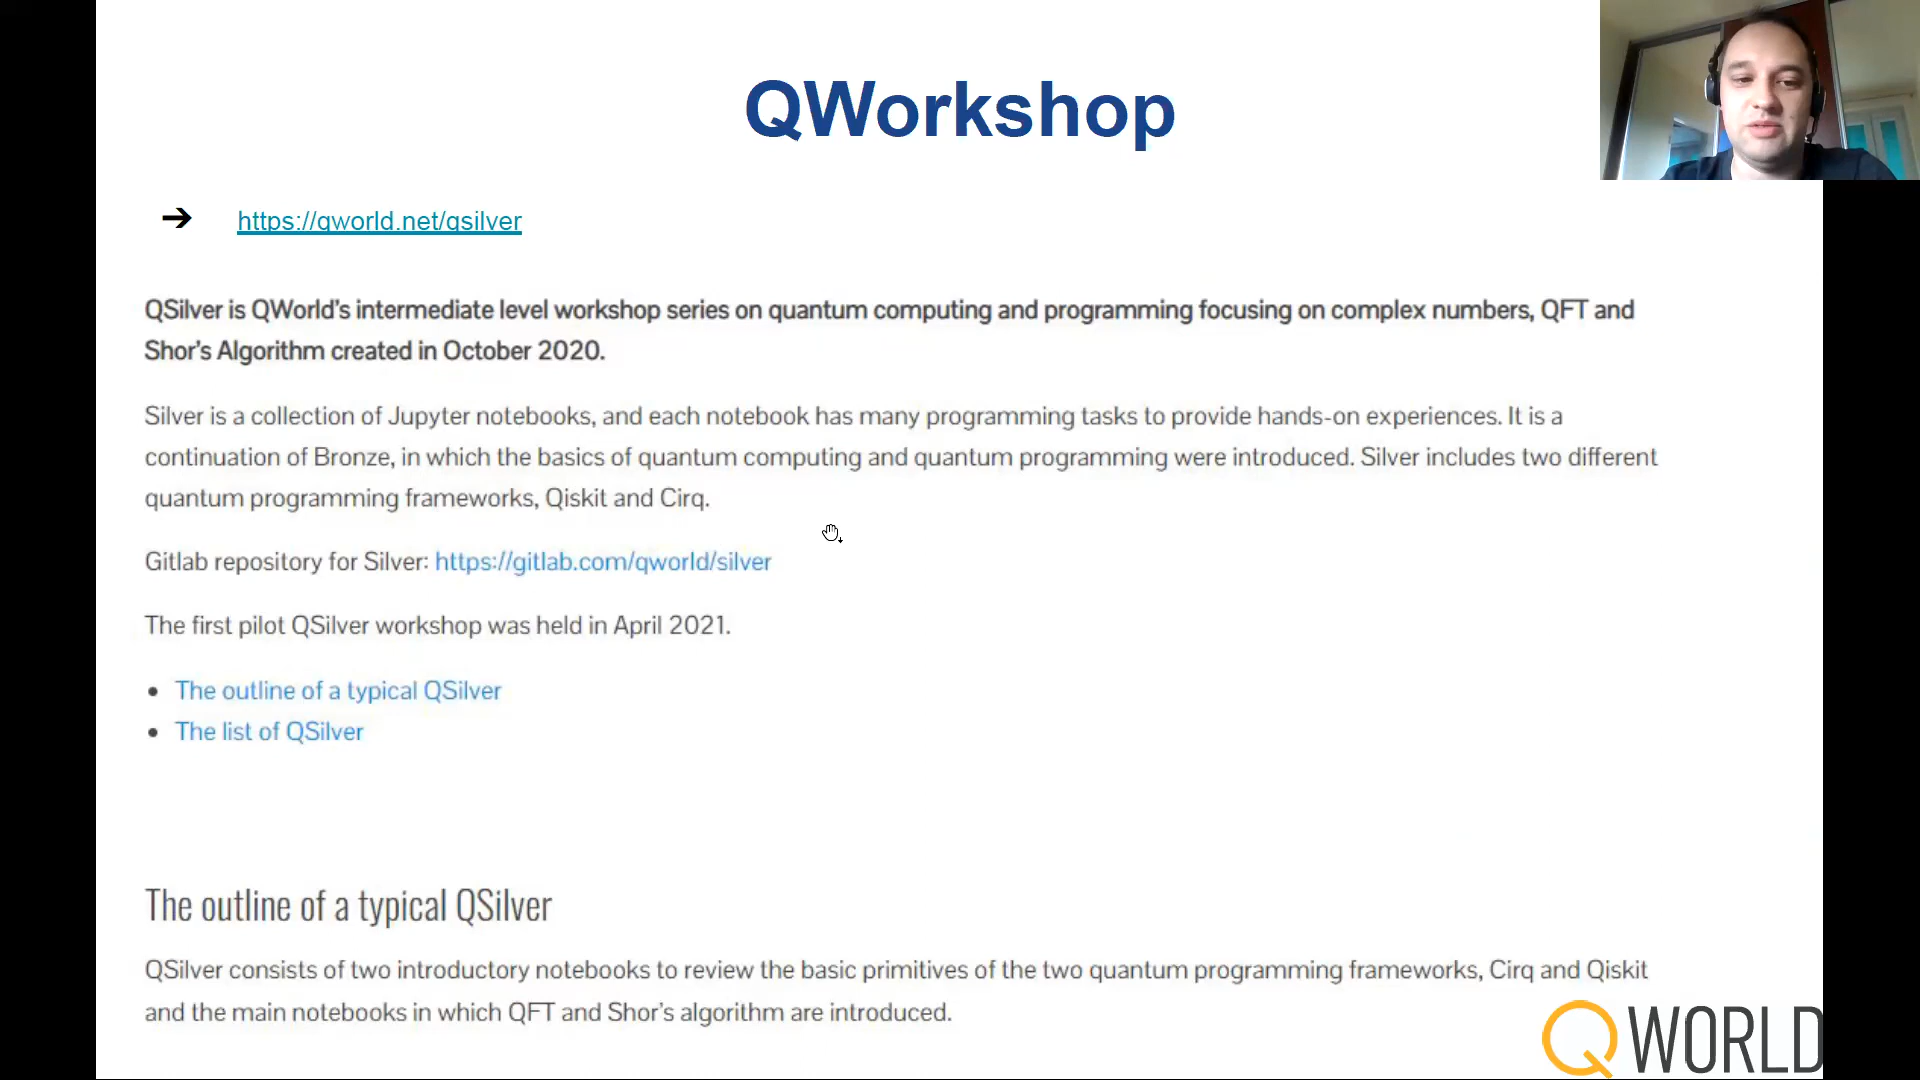 QWorkshop
➔ https://qworld.net/qsilver
QSilver is QWorld's intermediate level workshop series on quantum computing and programming focusing on complex numbers, QFT and
Shor's Algorithm created in October 2020.
Silver is a collection of Jupyter notebooks, and each notebook has many programming tasks to provide hands-on experiences. It is a
continuation of Bronze, in which the basics of quantum computing and quantum programming were introduced. Silver includes two different
quantum programming frameworks, Qiskit and Cirq.
Gitlab repository for Silver: https://gitlab.com/qworld/silver
The first pilot QSilver workshop was held in April 2021.
• The outline of a typical QSilver
• The list of QSilver
The outline of a typical QSilver
QSilver consists of two introductory notebooks to review the basic primitives of the two quantum programming frameworks, Cirq and Qiskit
and the main notebooks in which QFT and Shor's algorithm are introduced.
QWORLD